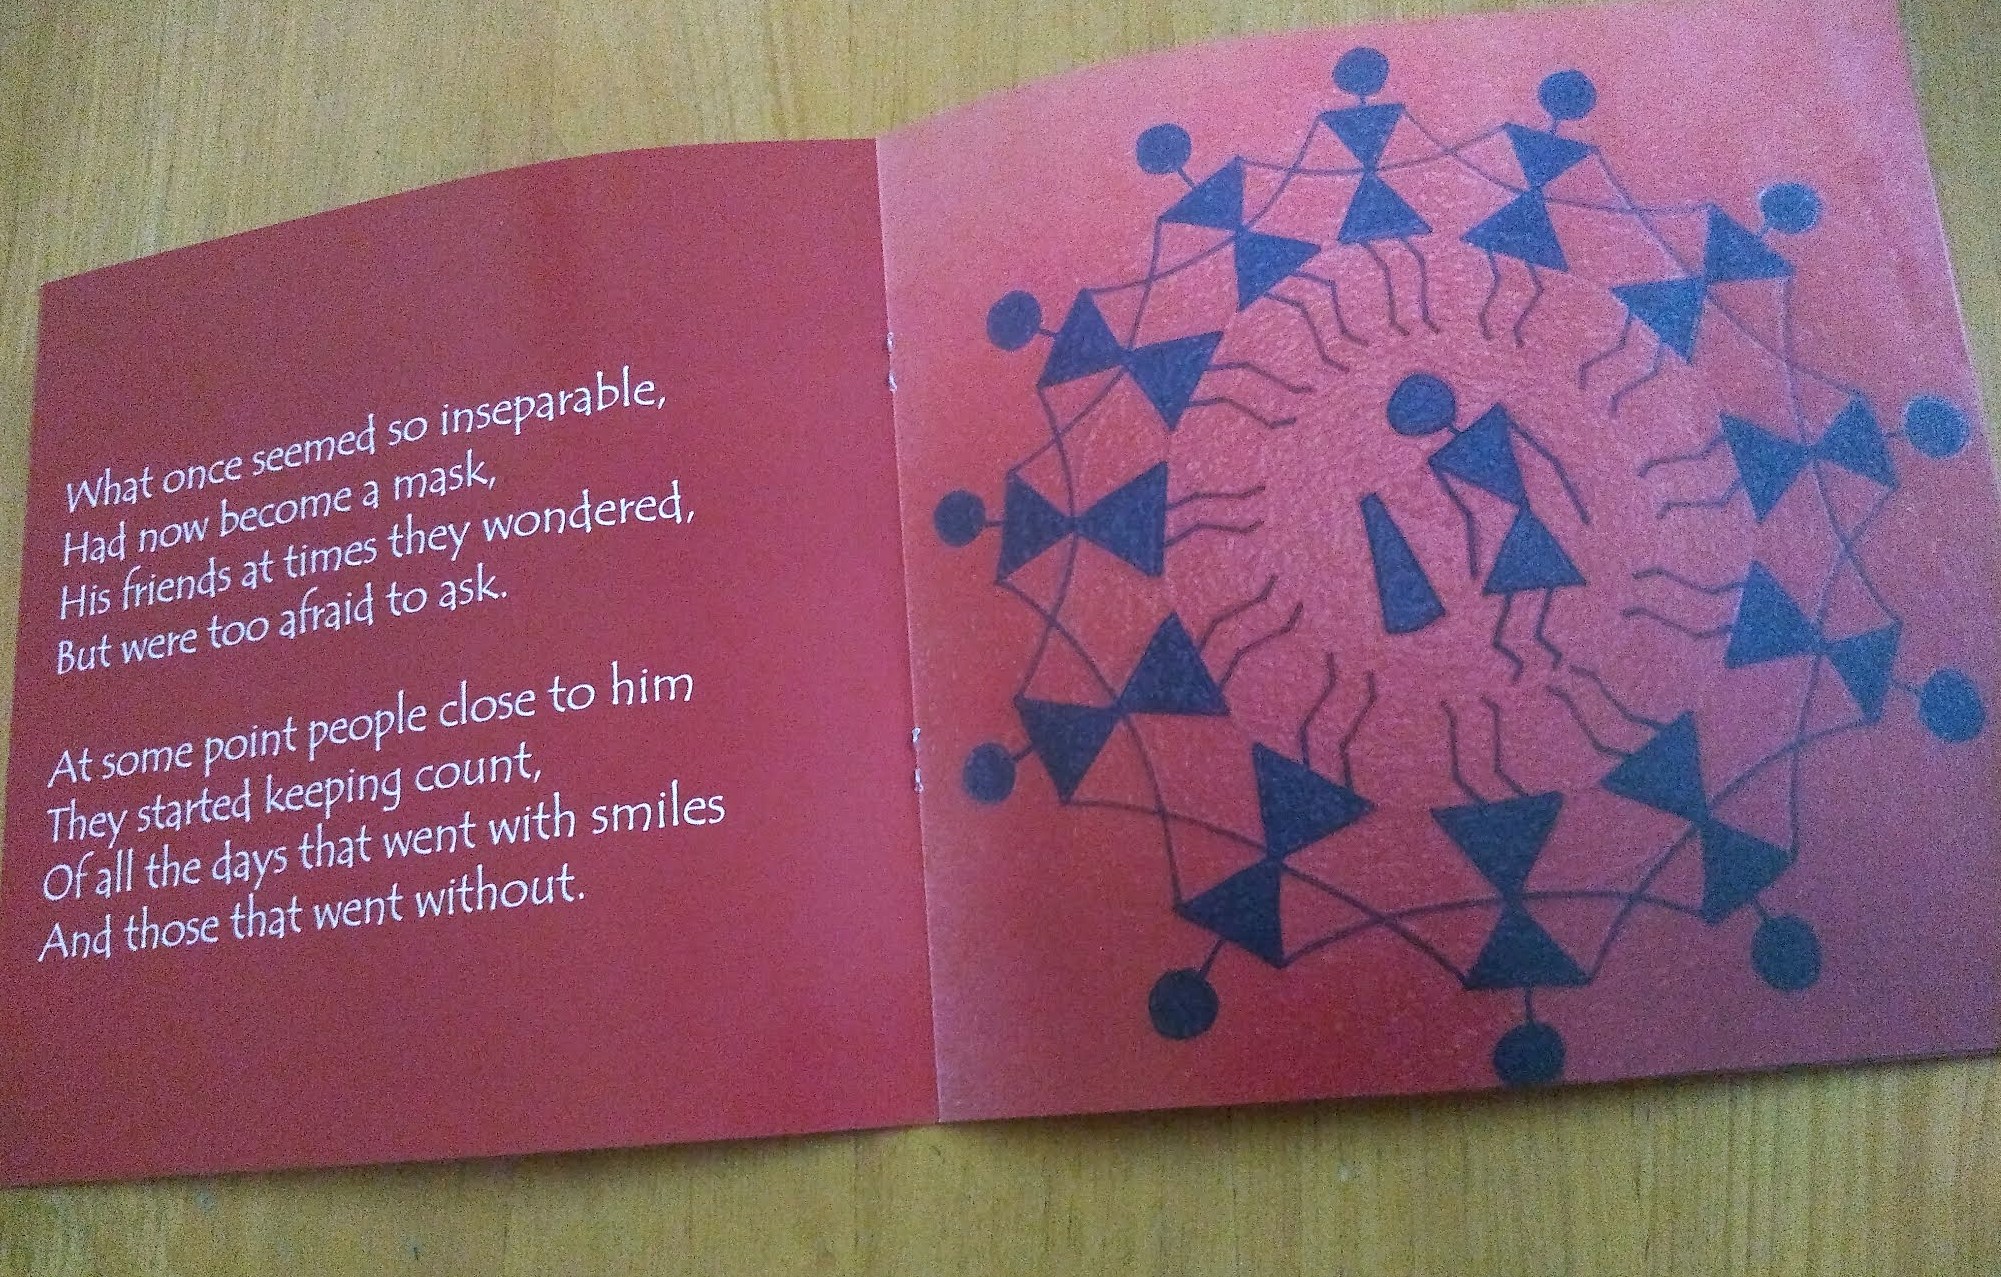 What once seemed so inseparable,
Had now become a mask,
His friends at times they wondered,
But were too afraid to ask.
At some point people close to him
They started keeping count,
Of all the days that went with smiles
And those that went without.